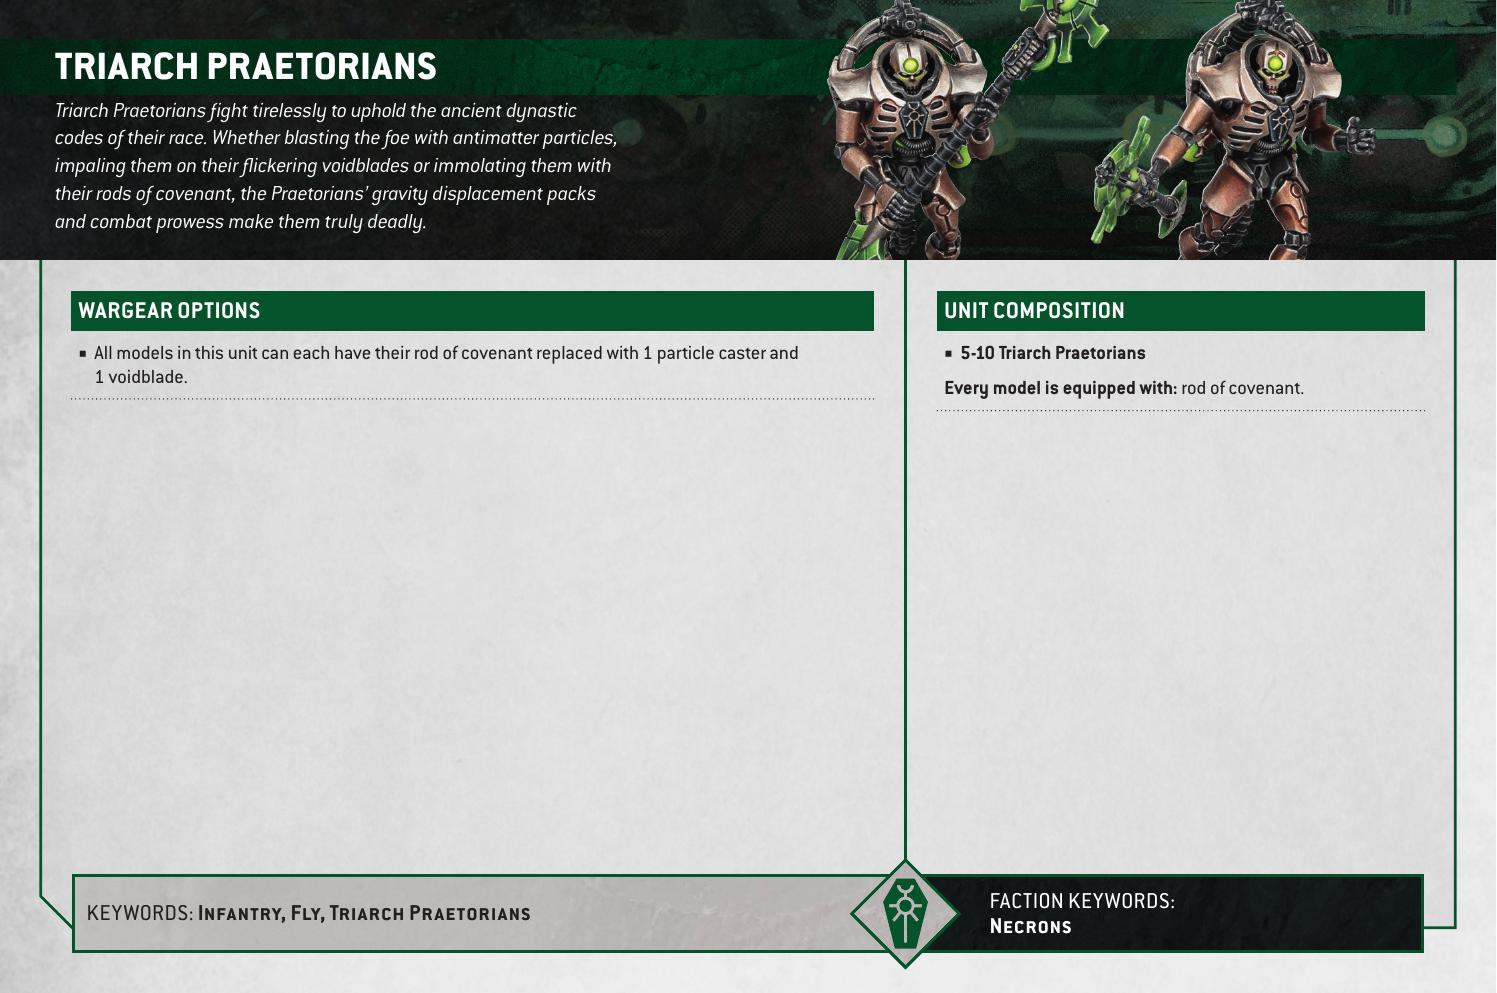 TRIARCH PRAETORIANS
Triarch Praetorians fight tirelessly to uphold the ancient dynastic
codes of their race. Whether blasting the foe with antimatter particles,
impaling them on their flickering voidblades or immolating them with
their rods of covenant, the Praetorians’ gravity displacement packs
and combat prowess make them truly deadly.
WARGEAR OPTIONS
▪ All models in this unit can each have their rod of covenant replaced with 1 particle caster and
1 voidblade.
UNIT COMPOSITION
▪ 5-10 Triarch Praetorians
Every model is equipped with: rod of covenant.
KEYWORDS: Infantry, Fly, Triarch Praetorians
FACTION KEYWORDS:
Necrons